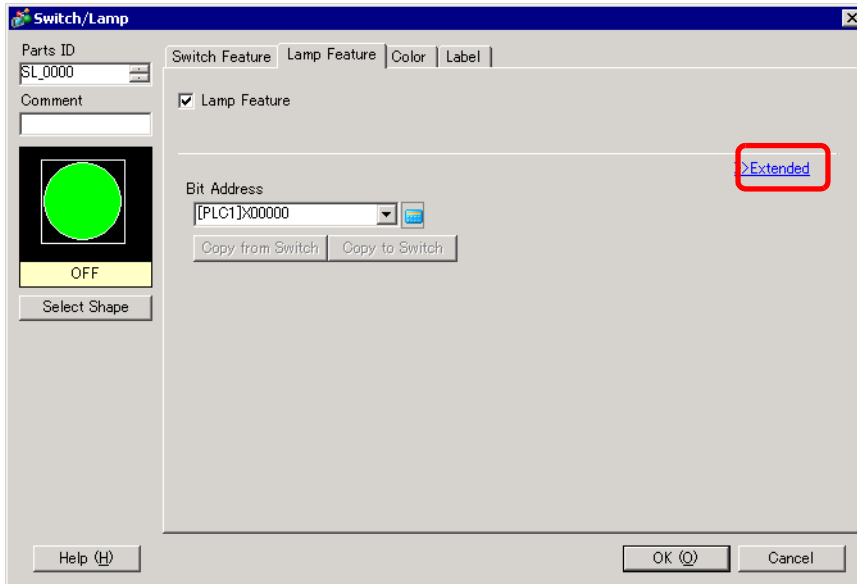 Switch/Lamp
Parts ID
SL_0000
Comment
OFF
Select Shape
Switch Feature Lamp Feature Color Label
Lamp Feature
>>Extended
Bit Address
[PLC1]X00000
Copy from Switch Copy to Switch
Help (H) OK (O) Cancel